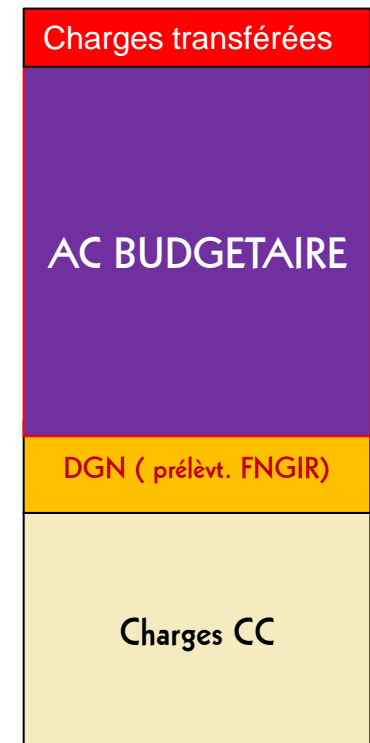 Charges transférées
AC BUDGETAIRE
DGN ( prélèvt. FNGIR)
Charges CC